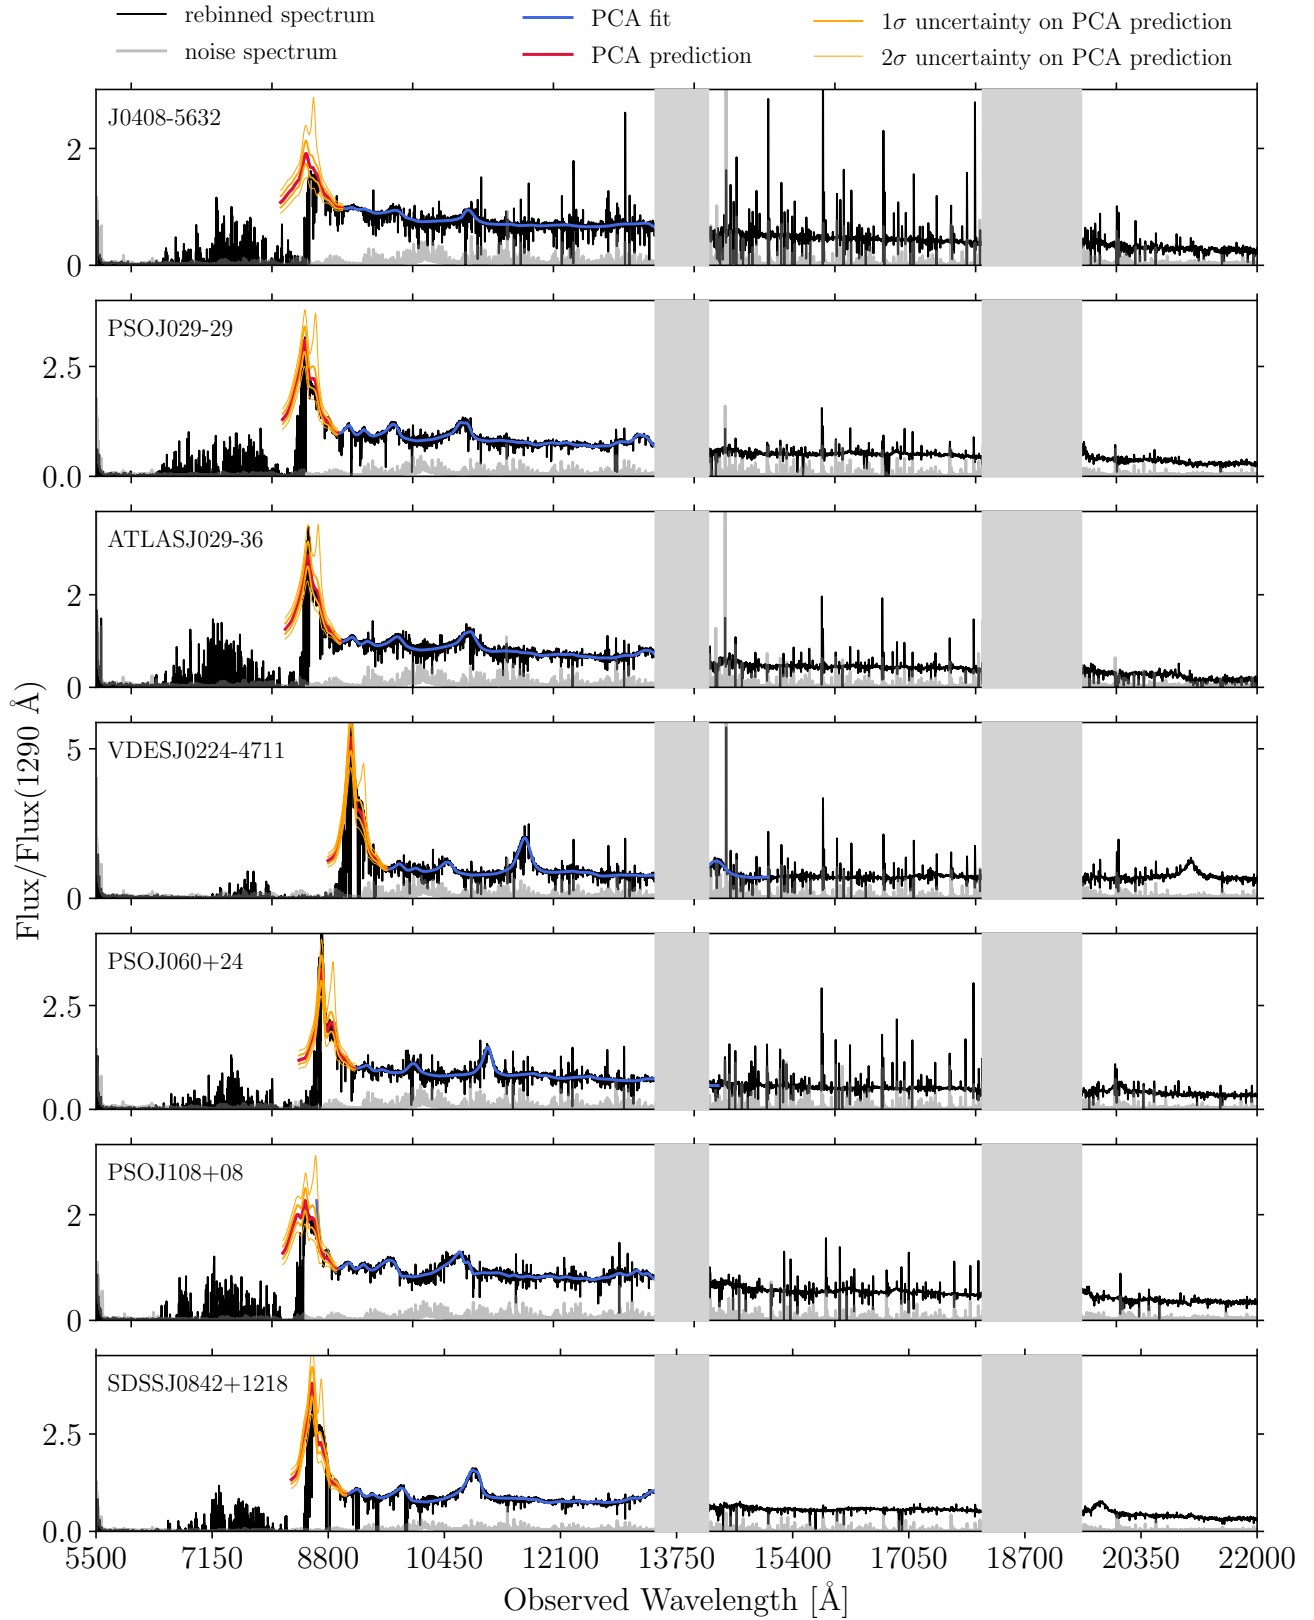 rebinned spectrum
noise spectrum
PCA fit
PCA prediction
1σ uncertainty on PCA prediction
2σ uncertainty on PCA prediction
J0408-5632
2
0
PSOJ029-29
2.5
0.0
ATLASJ029-36
2
0
VDESJ0224-4711
5
0
PSOJ060+24
2.5
0.0
PSOJ108+08
2
0
SDSSJ0842+1218
2.5
0.0
5500 7150 8800 10450 12100 13750 15400 17050 18700 20350 22000
Observed Wavelength [Å]
Flux/Flux(1290 Å)